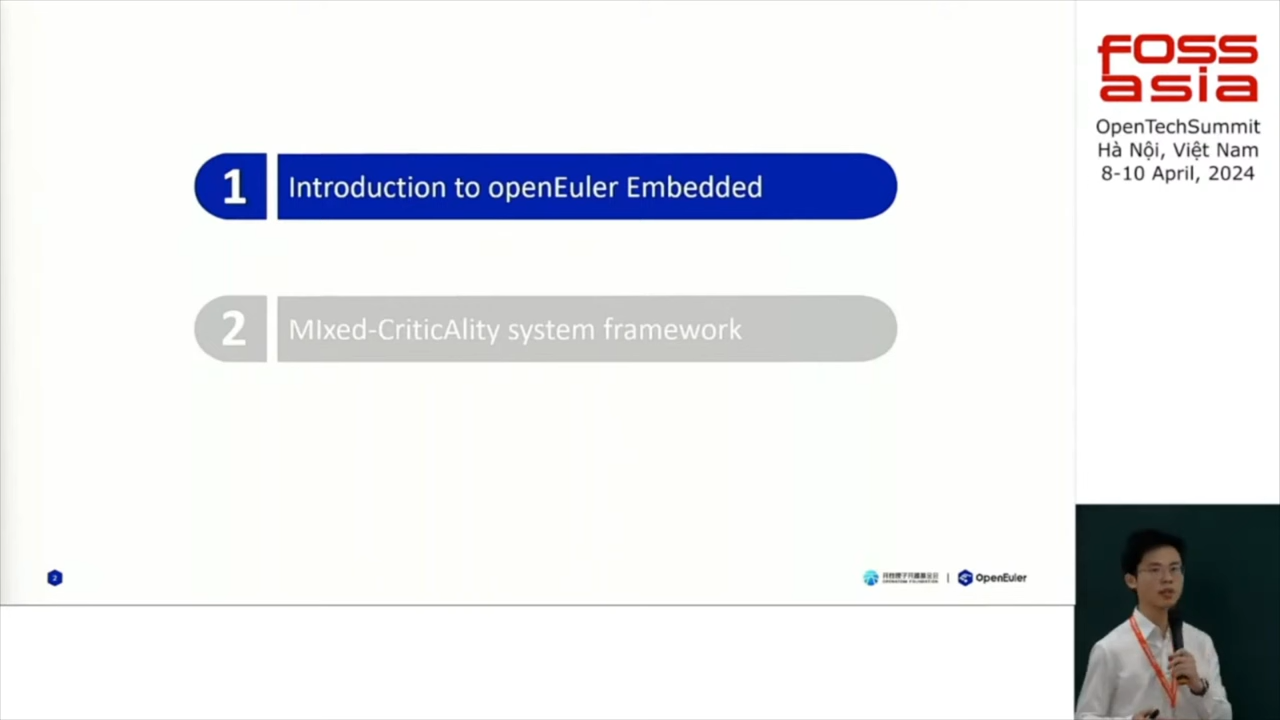 1 Introduction to openEuler Embedded
2 MIxed-CriticAlity system framework
2
OpenEuler
FOSS
asia
OpenTechSummit
Hà Nội, Việt Nam
8-10 April, 2024